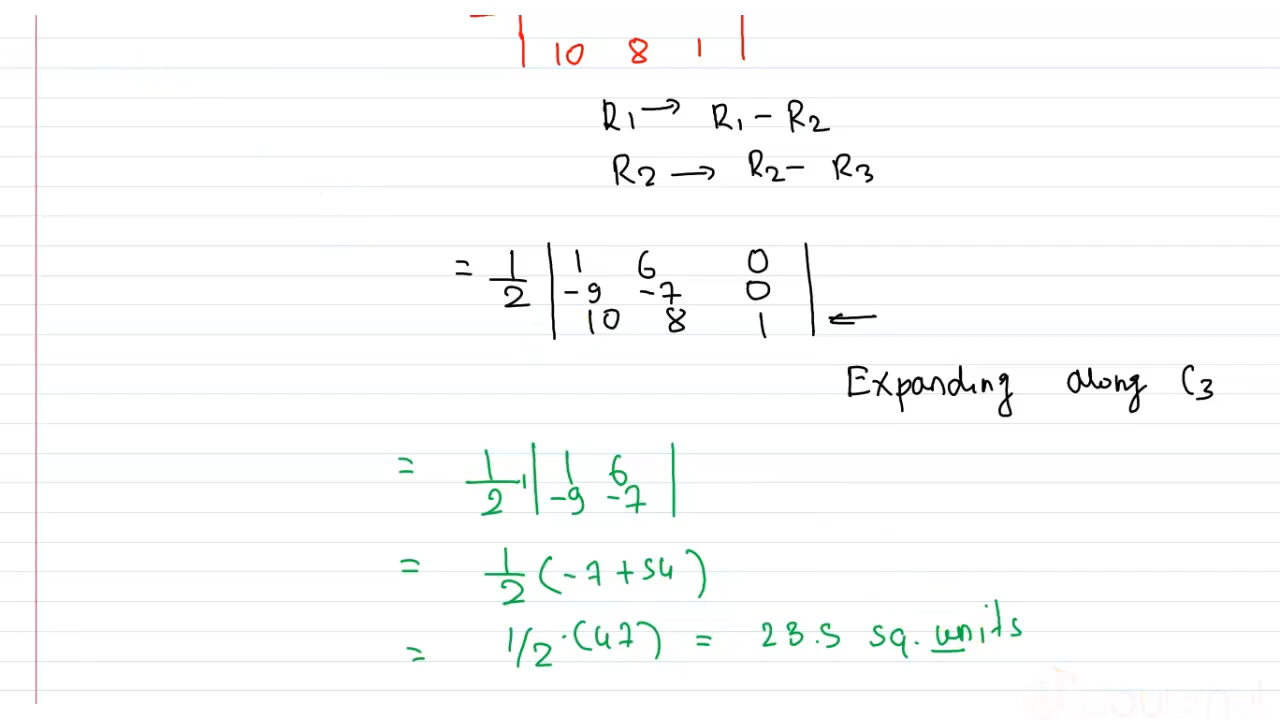 10 8 1
R1 → R1 - R2
R2 → R2 - R3
= 1/2 | 1 6 0
-9 -7 0
10 8 1 | ←
Expanding along C3
= 1/2 · | 1 6
-9 -7 |
= 1/2 (-7 + 54)
= 1/2 · (47) = 23.5 sq. units